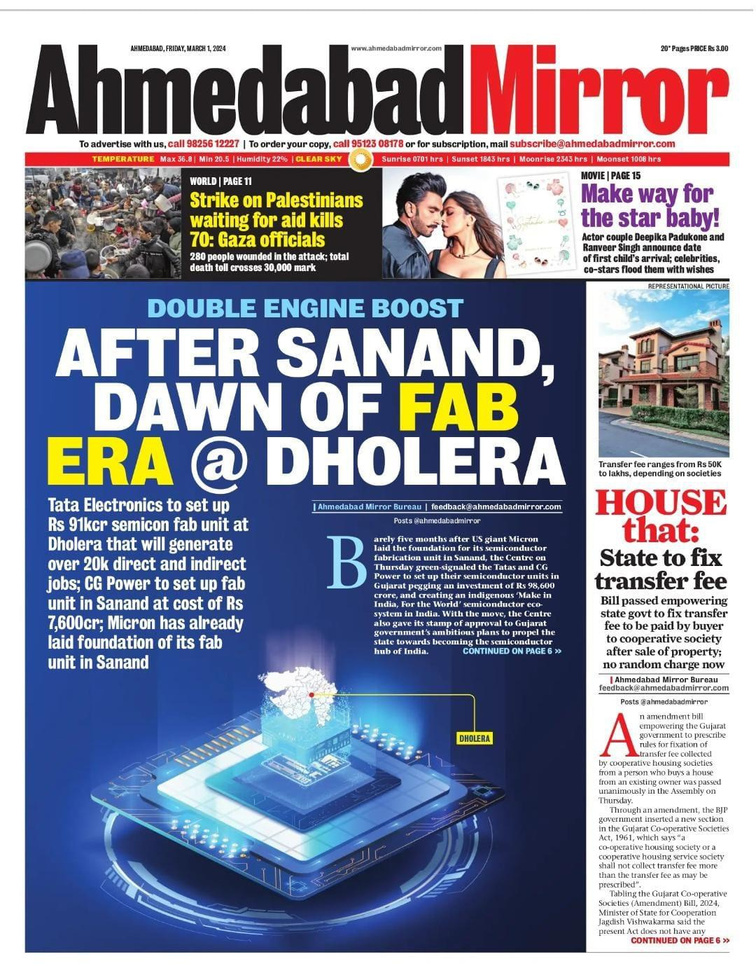 AHMEDABAD, FRIDAY, MARCH 1, 2024
www.ahmedabadmirror.com
20* Pages PRICE Rs 3.00
AhmedabadMirror
To advertise with us, call 98256 12227 | To order your copy, call 95123 08178 or for subscription, mail subscribe@ahmedabadmirror.com
TEMPERATURE Max 36.8 | Min 20.5 | Humidity 22% | CLEAR SKY
Sunrise 0701 hrs | Sunset 1843 hrs | Moonrise 2343 hrs | Moonset 1008 hrs
WORLD | PAGE 11
Strike on Palestinians
waiting for aid kills
70: Gaza officials
280 people wounded in the attack; total
death toll crosses 30,000 mark
MOVIE | PAGE 15
Make way for
the star baby!
Actor couple Deepika Padukone and
Ranveer Singh announce date
of first child's arrival; celebrities,
co-stars flood them with wishes
DOUBLE ENGINE BOOST
AFTER SANAND,
DAWN OF FAB
ERA @ DHOLERA
Tata Electronics to set up
Rs 91kcr semicon fab unit at
Dholera that will generate
over 20k direct and indirect
jobs; CG Power to set up fab
unit in Sanand at cost of Rs
7,600cr; Micron has already
laid foundation of its fab
unit in Sanand
| Ahmedabad Mirror Bureau | feedback@ahmedabadmirror.com
Posts @ahmedabadmirror
Barely five months after US giant Micron
laid the foundation for its semiconductor
fabrication unit in Sanand, the Centre on
Thursday green-signaled the Tatas and CG
Power to set up their semiconductor units in
Gujarat pegging an investment of Rs 98,600
crore, and creating an indigenous 'Make in
India, For the World' semiconductor eco-
system in India. With the move, the Centre
also gave its stamp of approval to Gujarat
government's ambitious plans to propel the
state towards becoming the semiconductor
hub of India.
CONTINUED ON PAGE 6 »
DHOLERA
REPRESENTATIONAL PICTURE
Transfer fee ranges from Rs 50K
to lakhs, depending on societies
HOUSE
that:
State to fix
transfer fee
Bill passed empowering
state govt to fix transfer
fee to be paid by buyer
to cooperative society
after sale of property;
no random charge now
| Ahmedabad Mirror Bureau
feedback@ahmedabadmirror.com
Posts @ahmedabadmirror
An amendment bill
empowering the Gujarat
government to prescribe
rules for fixation of
transfer fee collected
by cooperative housing societies
from a person who buys a house
from an existing owner was passed
unanimously in the Assembly on
Thursday.
Through an amendment, the BJP
government inserted a new section
in the Gujarat Co-operative Societies
Act, 1961, which says "a
co-operative housing society or a
cooperative housing service society
shall not collect transfer fee more
than the transfer fee as may be
prescribed".
Tabling the Gujarat Co-operative
Societies (Amendment) Bill, 2024,
Minister of State for Cooperation
Jagdish Vishwakarma said the
present Act does not have any
CONTINUED ON PAGE 6 »